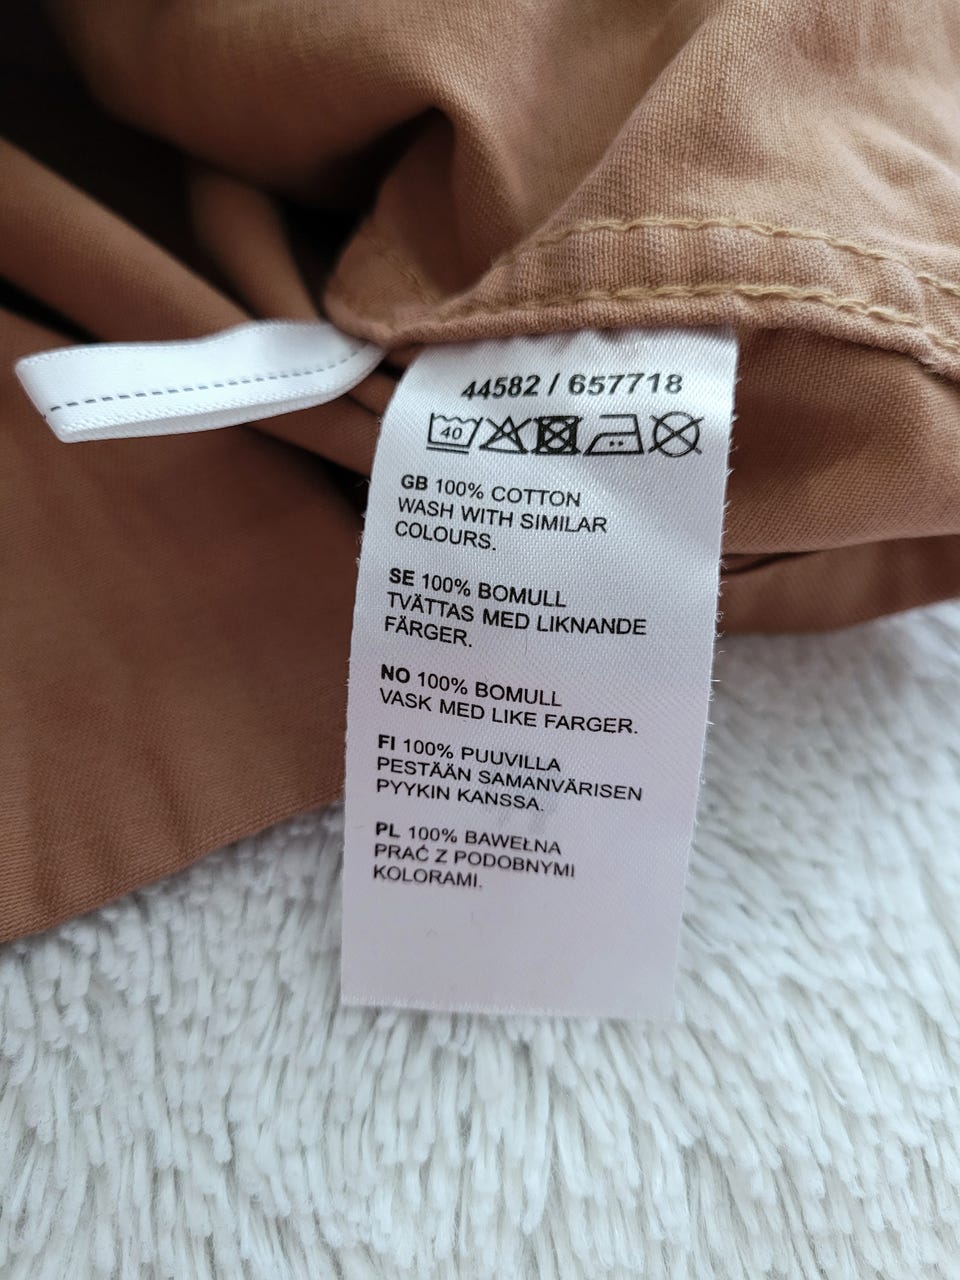 44582 / 657718
40
GB 100% COTTON
WASH WITH SIMILAR
COLOURS.
SE 100% BOMULL
TVÄTTAS MED LIKNANDE
FÄRGER.
NO 100% BOMULL
VASK MED LIKE FARGER.
FI 100% PUUVILLA
PESTÄÄN SAMANVÄRISEN
PYYKIN KANSSA.
PL 100% BAWEŁNA
PRAĆ Z PODOBNYMI
KOLORAMI.